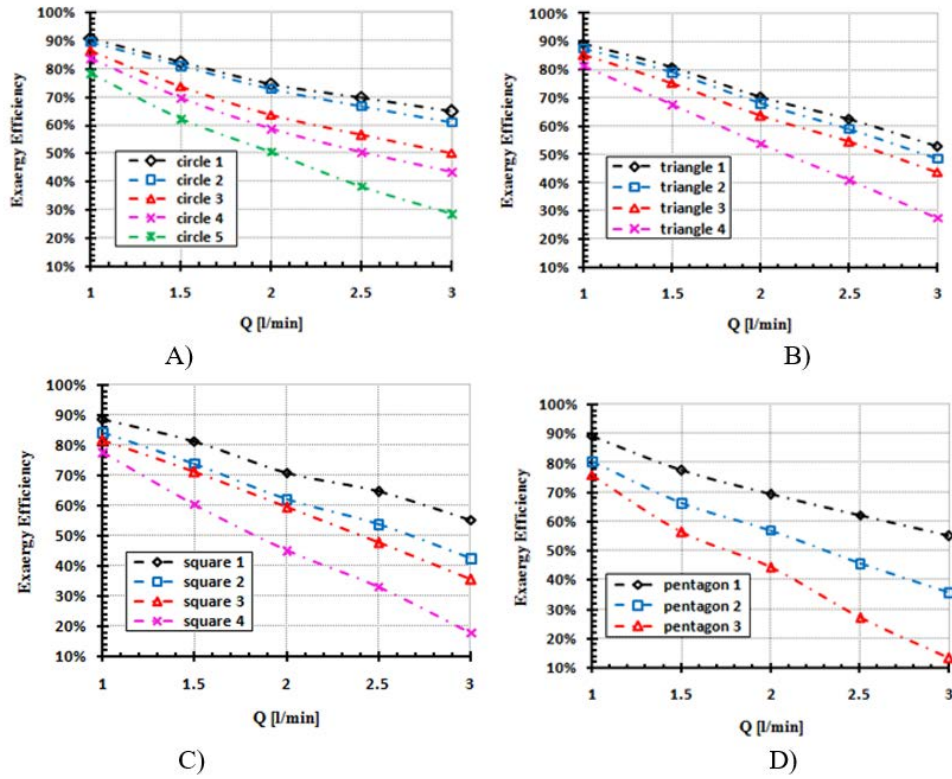 100%
90%
80%
70%
60%
50%
40%
30%
20%
10%
Exaergy Efficiency
circle 1
circle 2
circle 3
circle 4
circle 5
1 1.5 2 2.5 3
Q [l/min]
A)
100%
90%
80%
70%
60%
50%
40%
30%
20%
10%
Exaergy Efficiency
triangle 1
triangle 2
triangle 3
triangle 4
1 1.5 2 2.5 3
Q [l/min]
B)
100%
90%
80%
70%
60%
50%
40%
30%
20%
10%
Exaergy Efficiency
square 1
square 2
square 3
square 4
1 1.5 2 2.5 3
Q [l/min]
C)
100%
90%
80%
70%
60%
50%
40%
30%
20%
10%
Exaergy Efficiency
pentagon 1
pentagon 2
pentagon 3
1 1.5 2 2.5 3
Q [l/min]
D)